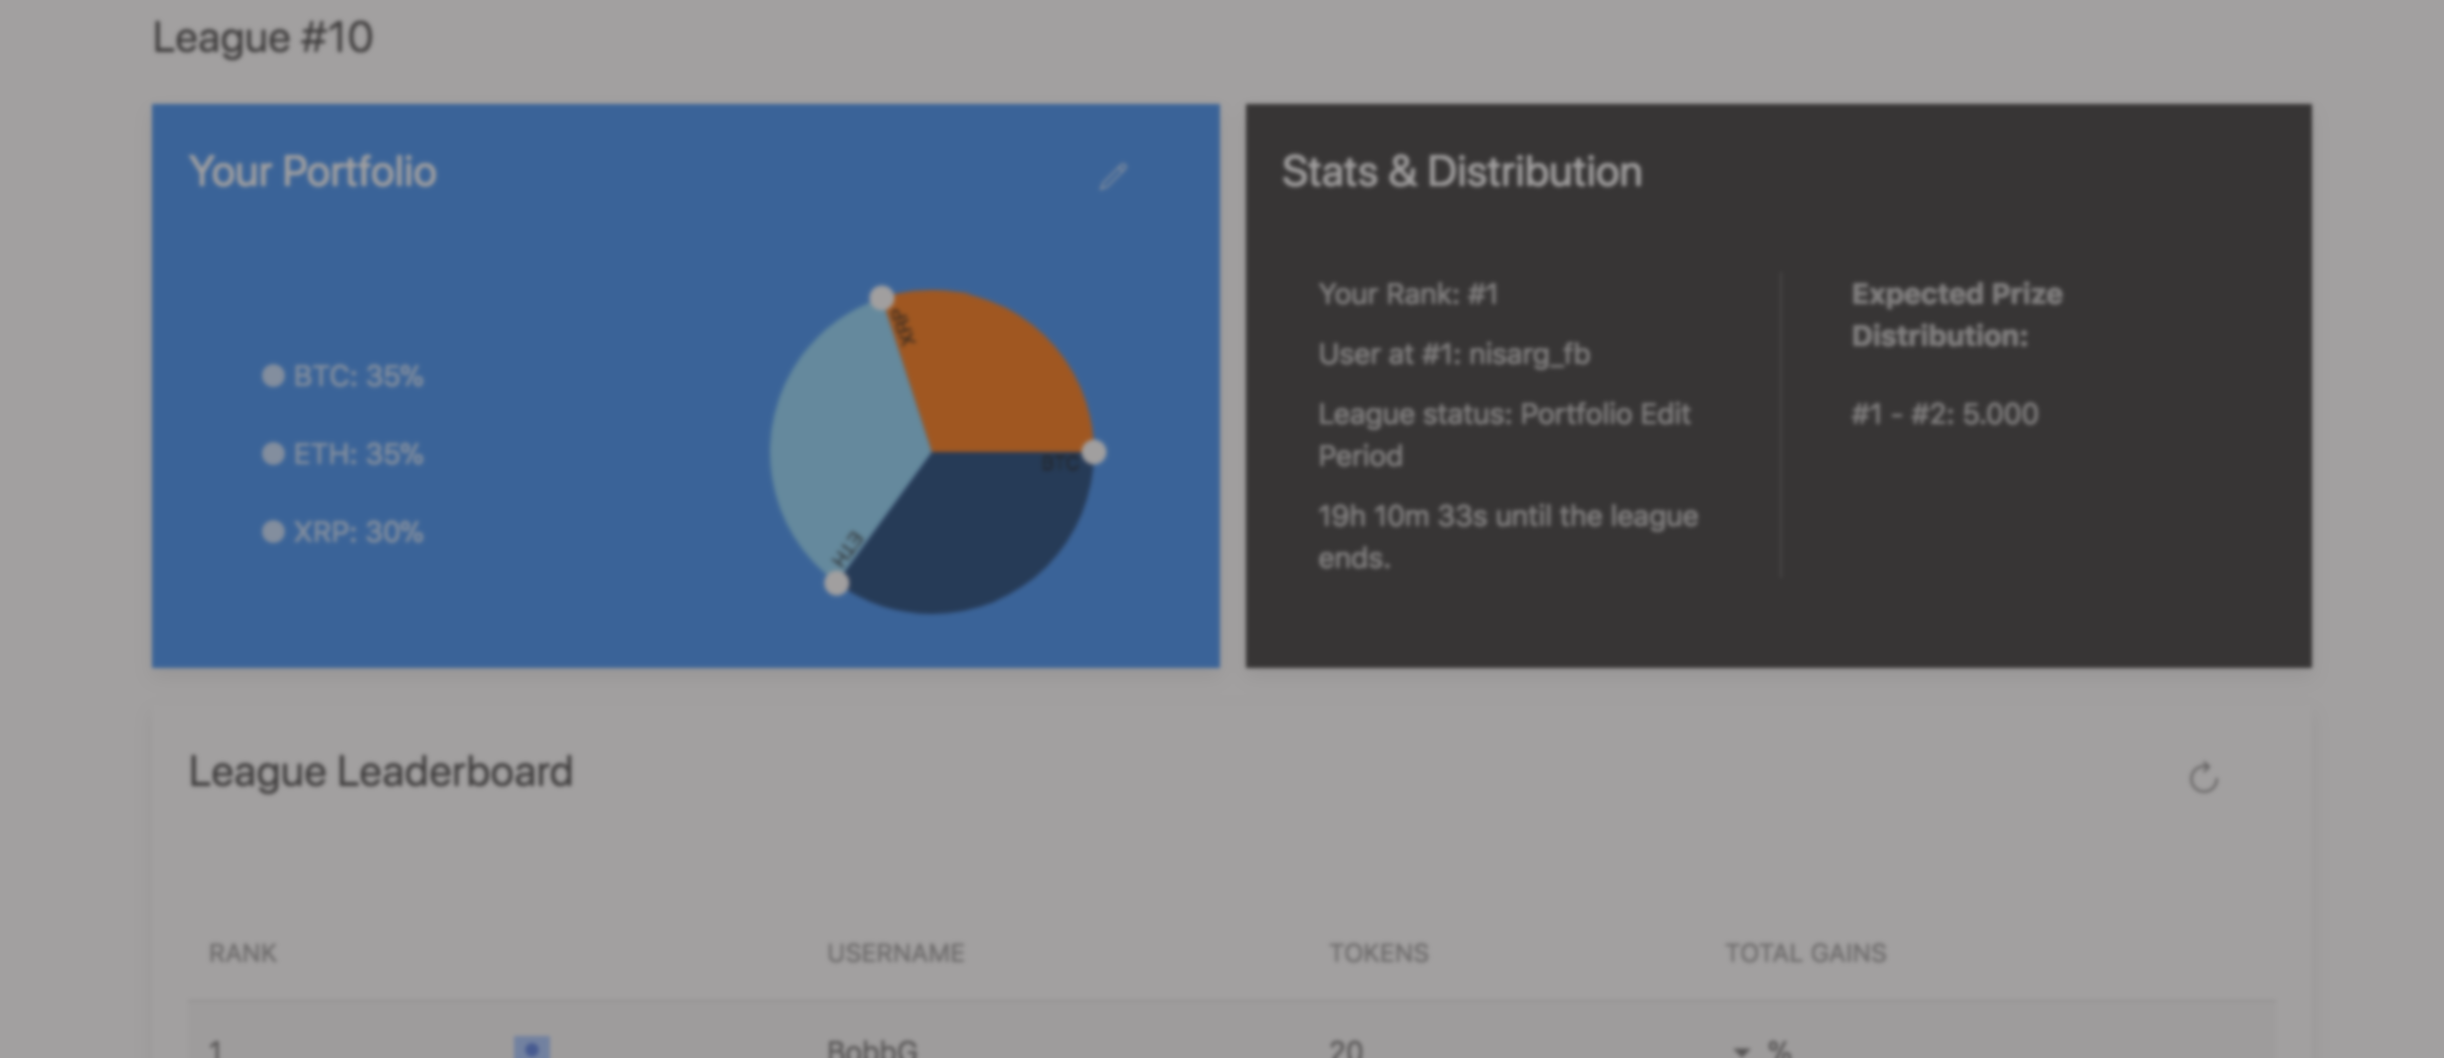 League #10
Your Portfolio
BTC: 35%
ETH: 35%
XRP: 30%
XRP
BTC
ETH
Stats & Distribution
Your Rank: #1
User at #1: nisarg_fb
League status: Portfolio Edit
Period
19h 10m 33s until the league
ends.
Expected Prize
Distribution:
#1 - #2: 5.000
League Leaderboard
RANK USERNAME TOKENS TOTAL GAINS
1 BobbG 20 %